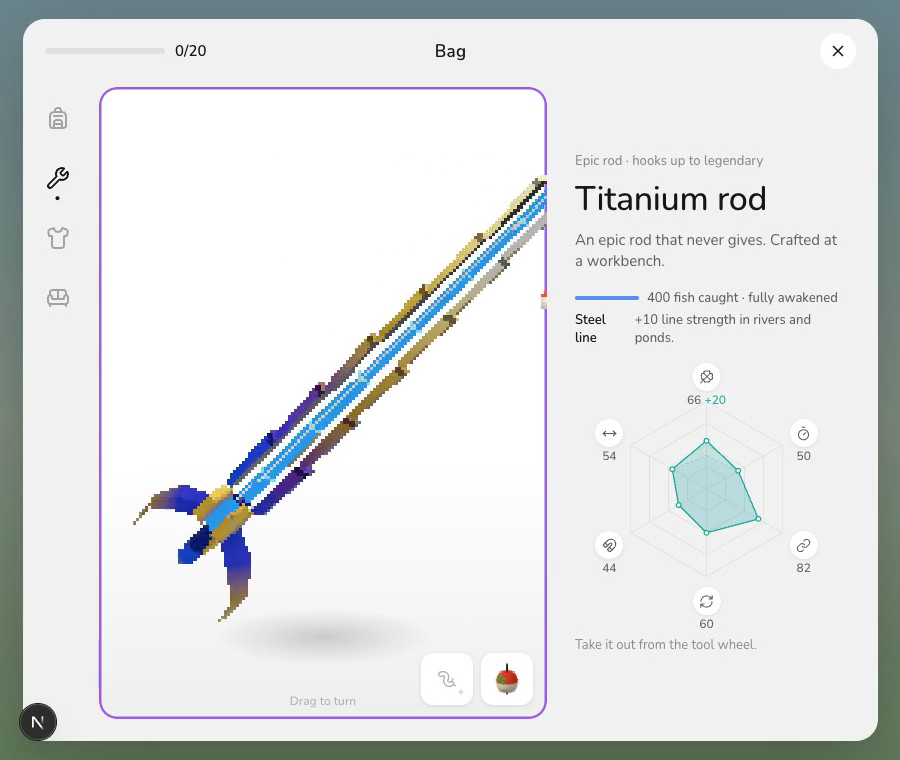 0/20
Bag
Epic rod · hooks up to legendary
Titanium rod
An epic rod that never gives. Crafted at
a workbench.
400 fish caught · fully awakened
Steel
line
+10 line strength in rivers and
ponds.
66 +20
54
50
44
82
60
Take it out from the tool wheel.
Drag to turn
N